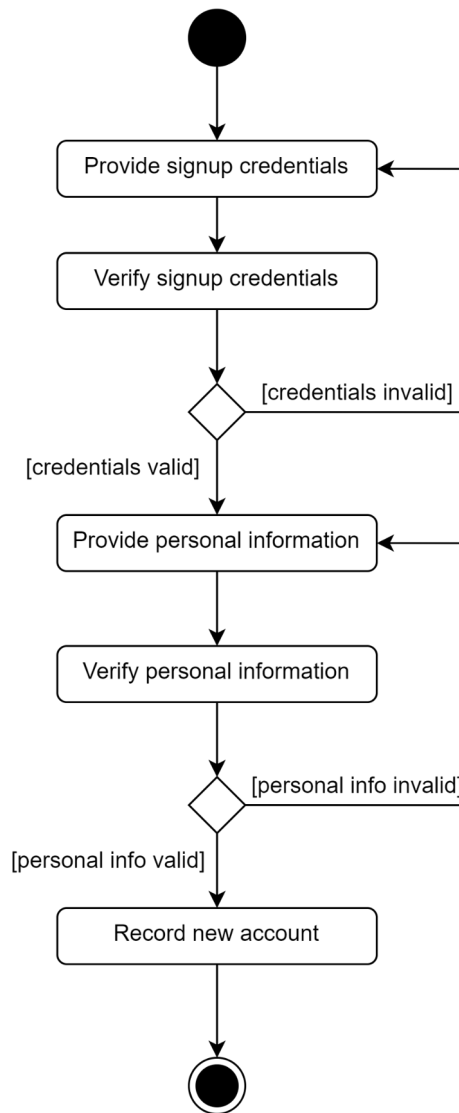 Provide signup credentials
Verify signup credentials
[credentials invalid]
[credentials valid]
Provide personal information
Verify personal information
[personal info invalid]
[personal info valid]
Record new account